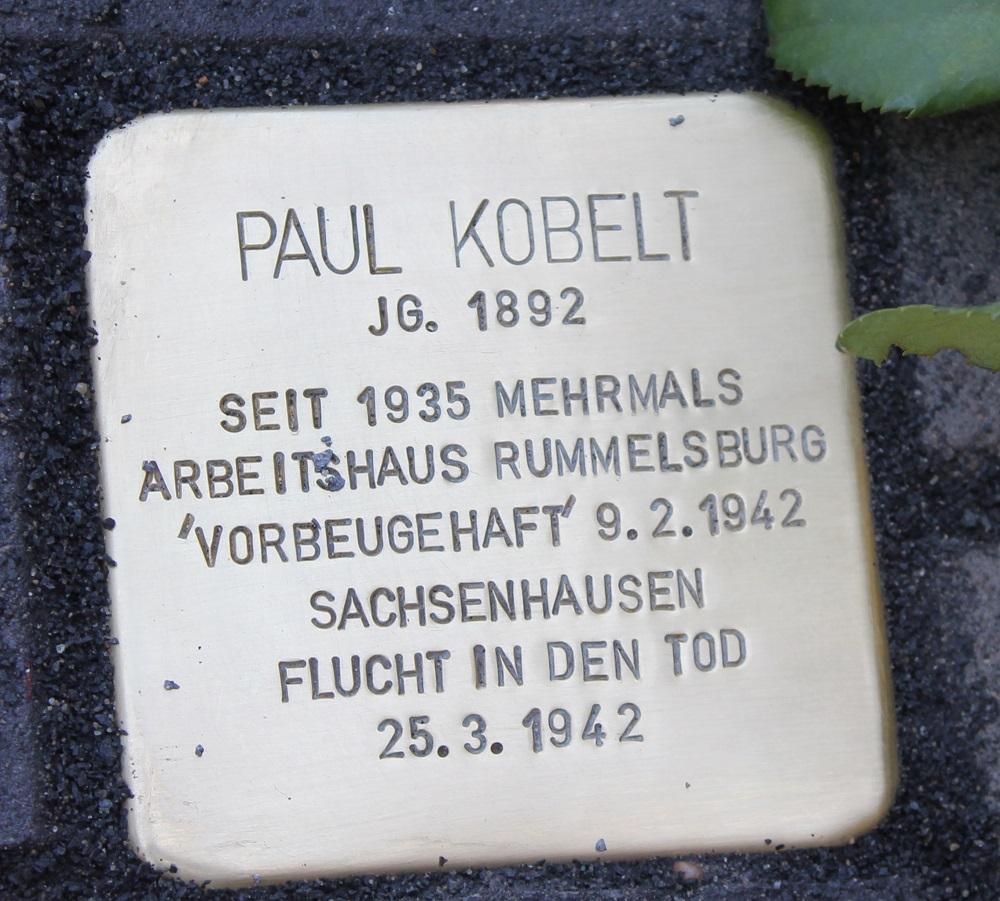 PAUL KOBELT
JG. 1892
SEIT 1935 MEHRMALS
ARBEITSHAUS RUMMELSBURG
'VORBEUGEHAFT' 9.2.1942
SACHSENHAUSEN
FLUCHT IN DEN TOD
25.3.1942